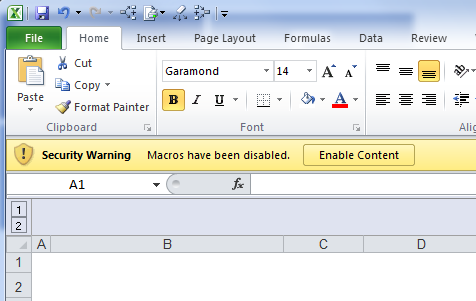 File Home Insert Page Layout Formulas Data Review
Paste
Cut
Copy
Format Painter
Clipboard
Garamond 14 A A
B I U A
Font
Security Warning Macros have been disabled. Enable Content
A1 fx
1
2
A B C D
1
2